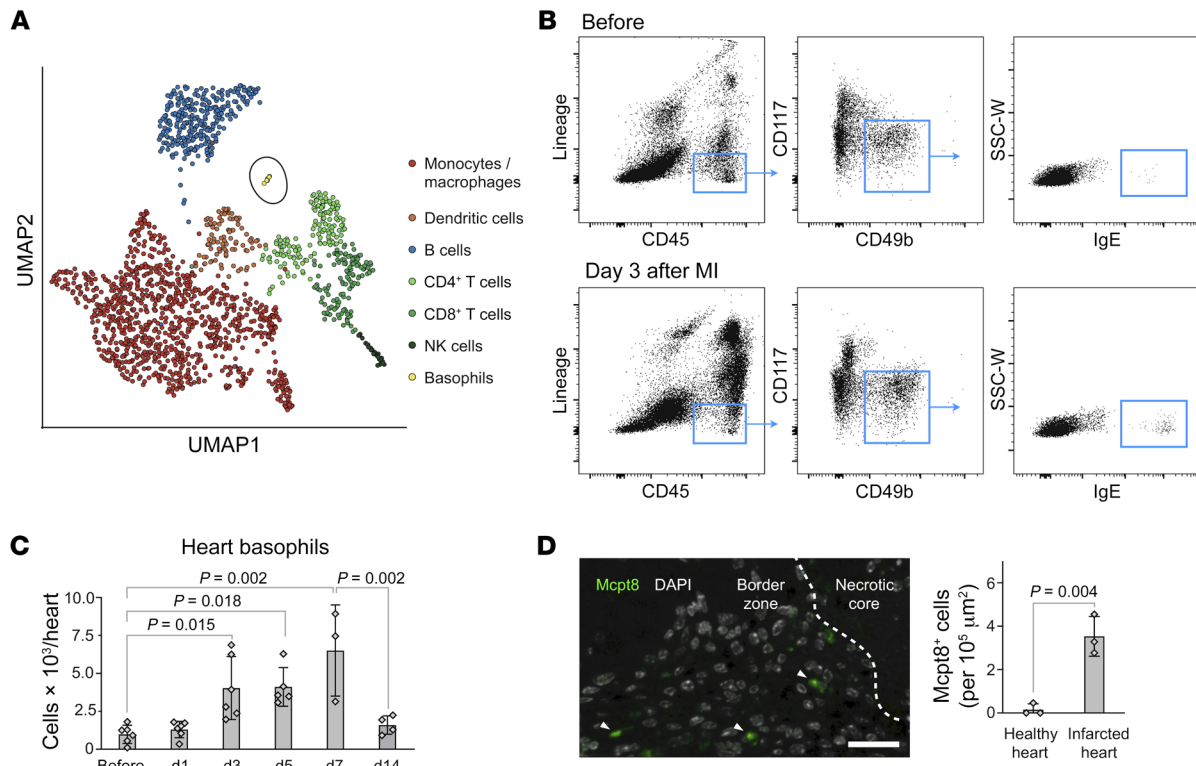 A
UMAP2
UMAP1
Monocytes /
macrophages
Dendritic cells
B cells
CD4⁺ T cells
CD8⁺ T cells
NK cells
Basophils
B
Before
Lineage
CD45
CD117
CD49b
SSC-W
IgE
Day 3 after MI
Lineage
CD45
CD117
CD49b
SSC-W
IgE
C
Heart basophils
P = 0.002
P = 0.002
P = 0.018
P = 0.015
Cells × 10³/heart
10.0
7.5
5.0
2.5
0
Before d1 d3 d5 d7 d14
D
Mcpt8 DAPI
Border
zone
Necrotic
core
Mcpt8⁺ cells
(per 10⁵ μm²)
6
4
2
0
P = 0.004
Healthy
heart
Infarcted
heart